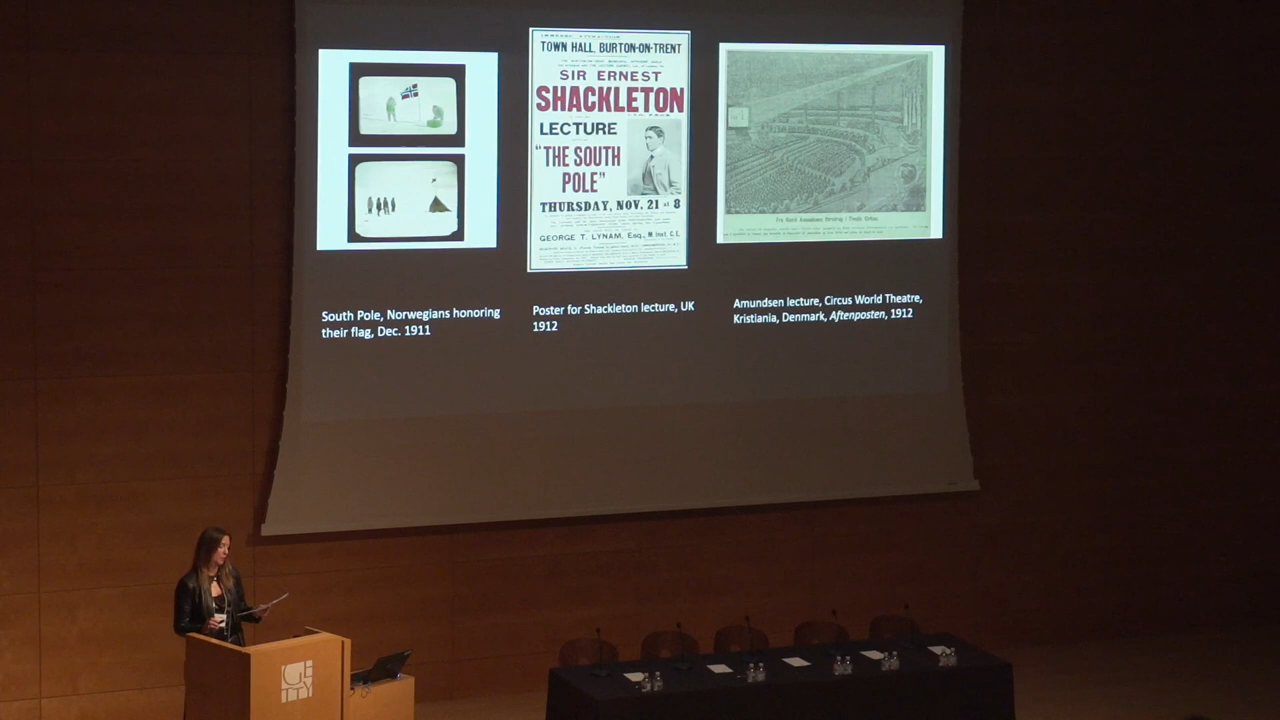 TOWN HALL, BURTON-ON-TRENT
SIR ERNEST
SHACKLETON
LECTURE
"THE SOUTH
POLE"
THURSDAY, NOV. 21 at 8
GEORGE T. LYNAM, Esq., M. Inst. C.E.
South Pole, Norwegians honoring
their flag, Dec. 1911
Poster for Shackleton lecture, UK
1912
Amundsen lecture, Circus World Theatre,
Kristiania, Denmark, Aftenposten, 1912
GETTY